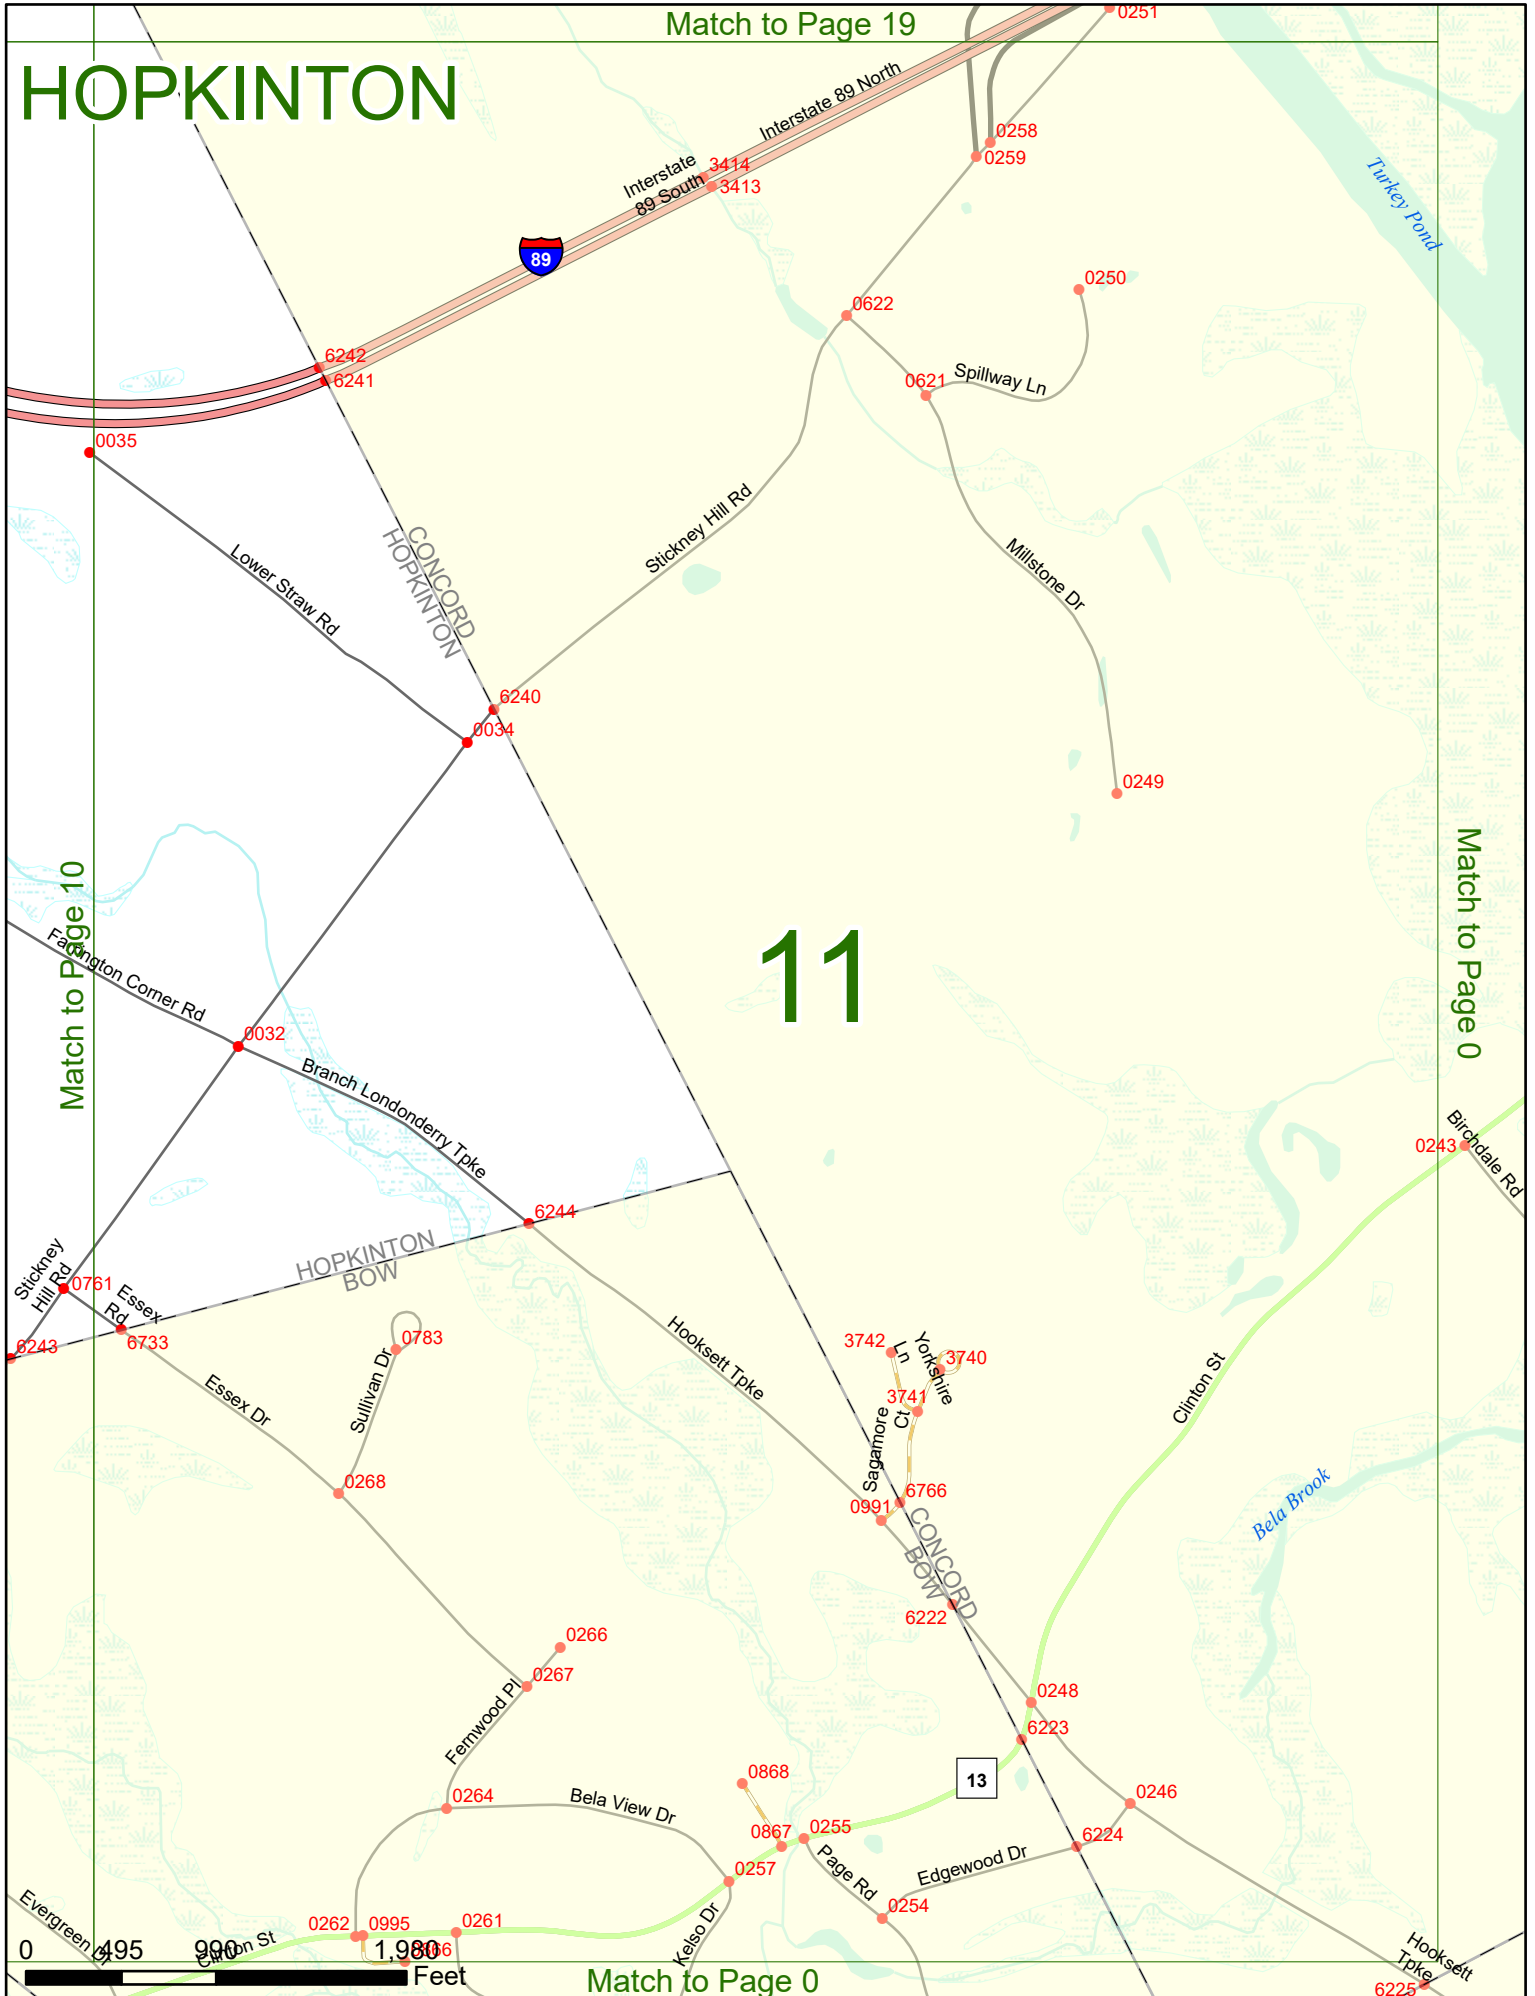 Match to Page 19
0251
HOPKINTON
Interstate 89 North
0258
0259
Interstate
89 South
3414
3413
Turkey Pond
89
0250
0622
6242
6241
0621
Spillway Ln
0035
Stickney Hill Rd
CONCORD
HOPKINTON
Lower Straw Rd
Millstone Dr
6240
0034
0249
Match to Page 10
Match to Page 0
11
Farrington Corner Rd
0032
Branch Londonderry Tpke
0243
Birchdale Rd
6244
HOPKINTON
BOW
Stickney
Hill Rd
0761
Essex
Rd
6243
6733
0783
Sullivan Dr
Essex Dr
Hooksett Tpke
3742
Ln
Yorkshire
3740
3741
Sagamore
Ct
Clinton St
0268
6766
0991
CONCORD
BOW
Bela Brook
6222
0266
0267
Fernwood Pl
0248
6223
0868
13
0264
Bela View Dr
0246
0867
0255
6224
Page Rd
Edgewood Dr
0257
0254
Evergreen Dr
0262
0995
0261
Kelso Dr
Clinton St
0866
Hooksett
Tpke
0 495 990 1,980
Feet
Match to Page 0
6225